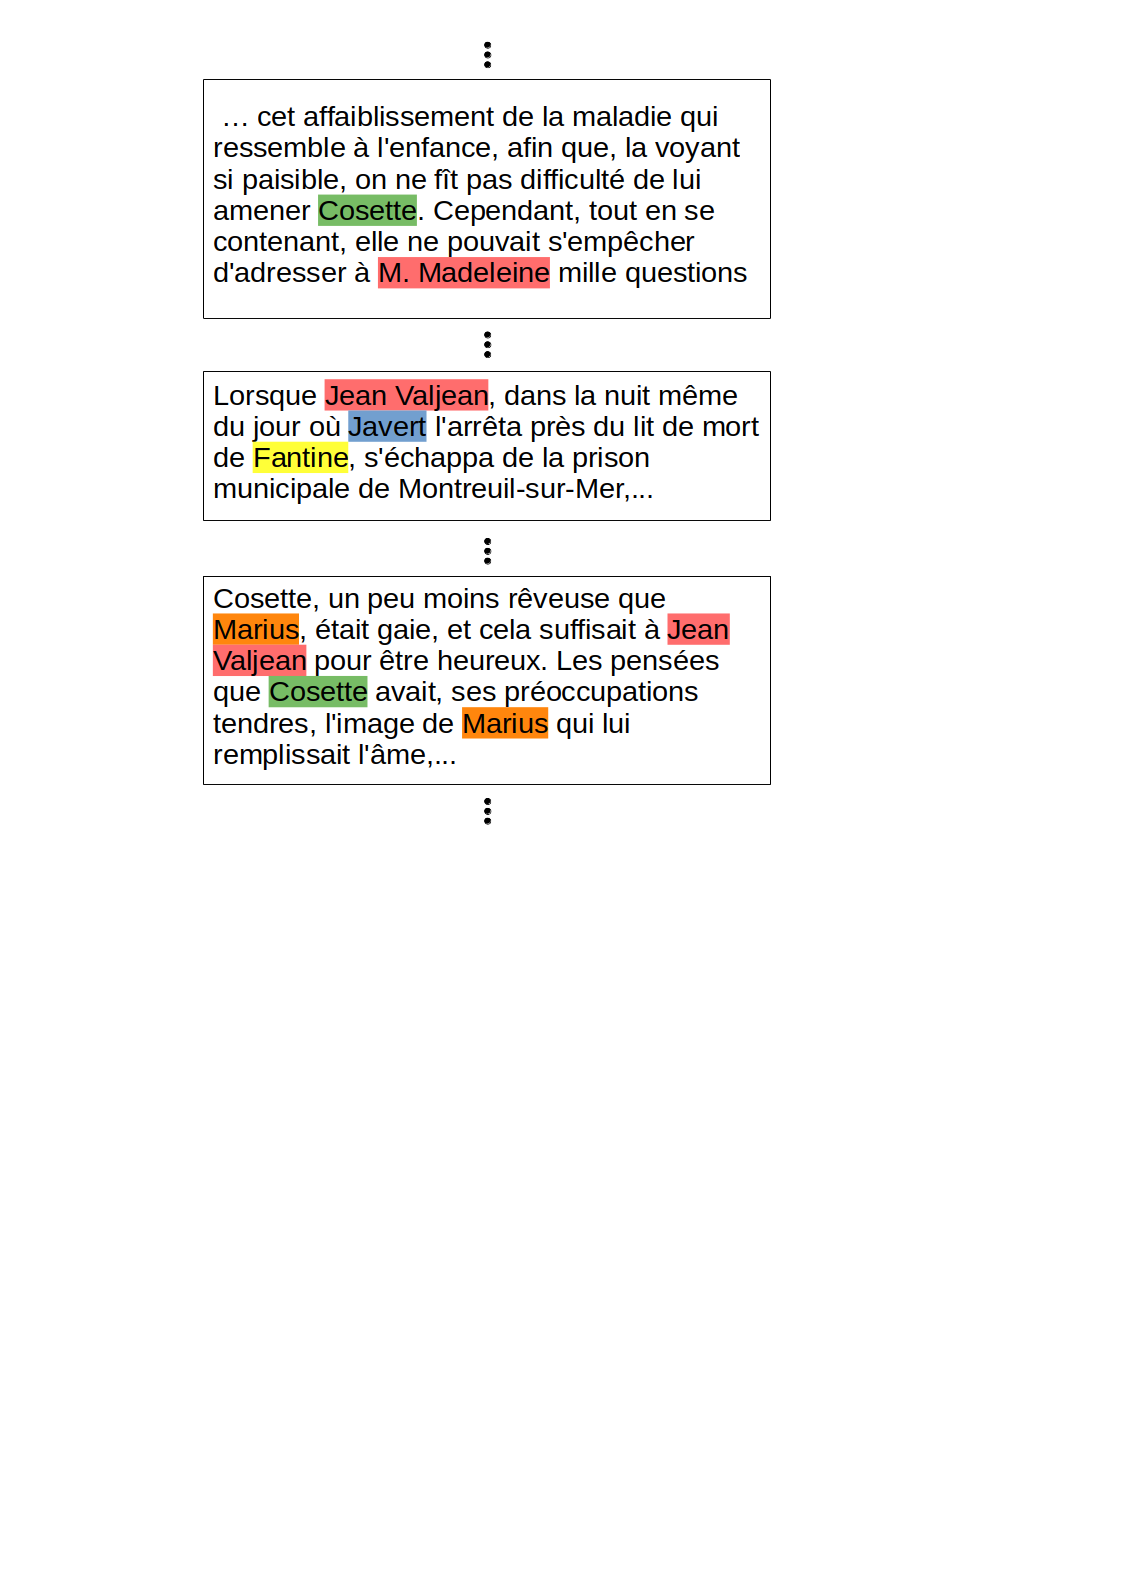 … cet affaiblissement de la maladie qui
ressemble à l'enfance, afin que, la voyant
si paisible, on ne fît pas difficulté de lui
amener Cosette. Cependant, tout en se
contenant, elle ne pouvait s'empêcher
d'adresser à M. Madeleine mille questions
Lorsque Jean Valjean, dans la nuit même
du jour où Javert l'arrêta près du lit de mort
de Fantine, s'échappa de la prison
municipale de Montreuil-sur-Mer,...
Cosette, un peu moins rêveuse que
Marius, était gaie, et cela suffisait à Jean
Valjean pour être heureux. Les pensées
que Cosette avait, ses préoccupations
tendres, l'image de Marius qui lui
remplissait l'âme,...